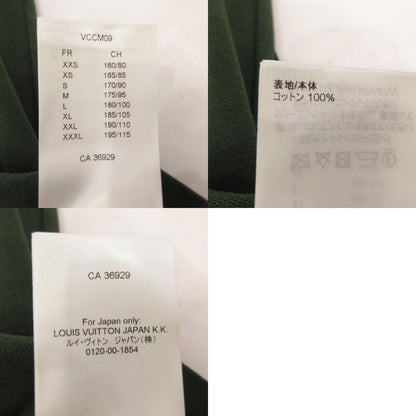 VCCM09
FR CH
XXS 160/80
XS 165/85
S 170/90
M 175/95
L 180/100
XL 185/105
XXL 190/110
XXXL 195/115
CA 36929
表地/本体
コットン 100%
CA 36929
For Japan only:
LOUIS VUITTON JAPAN K.K.
ルイ・ヴィトン ジャパン(株)
0120-00-1854